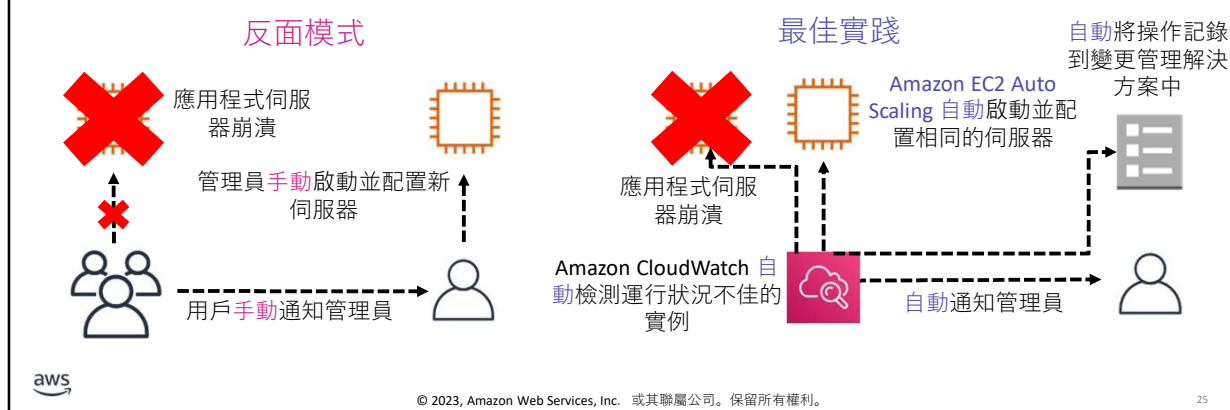 反面模式
應用程式伺服
器崩潰
管理員手動啟動並配置新
伺服器
用戶手動通知管理員
最佳實踐
應用程式伺服
器崩潰
Amazon EC2 Auto
Scaling 自動啟動並配
置相同的伺服器
自動將操作記錄
到變更管理解決
方案中
Amazon CloudWatch 自
動檢測運行狀況不佳的
實例
自動通知管理員
aws
© 2023, Amazon Web Services, Inc. 或其聯屬公司。保留所有權利。
25